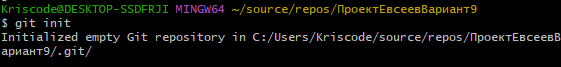 Kriscode@DESKTOP-SSDFRJI MINGW64 ~/source/repos/ПроектЕвсеевВариант9
$ git init
Initialized empty Git repository in C:/Users/Kriscode/source/repos/ПроектЕвсеевВ
ариант9/.git/